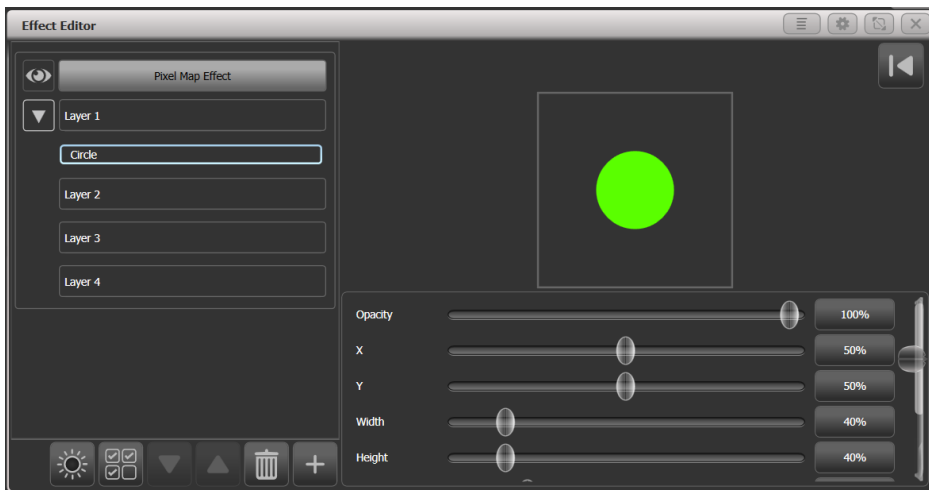 Effect Editor
Pixel Map Effect
Layer 1
Circle
Layer 2
Layer 3
Layer 4
Opacity 100%
X 50%
Y 50%
Width 40%
Height 40%